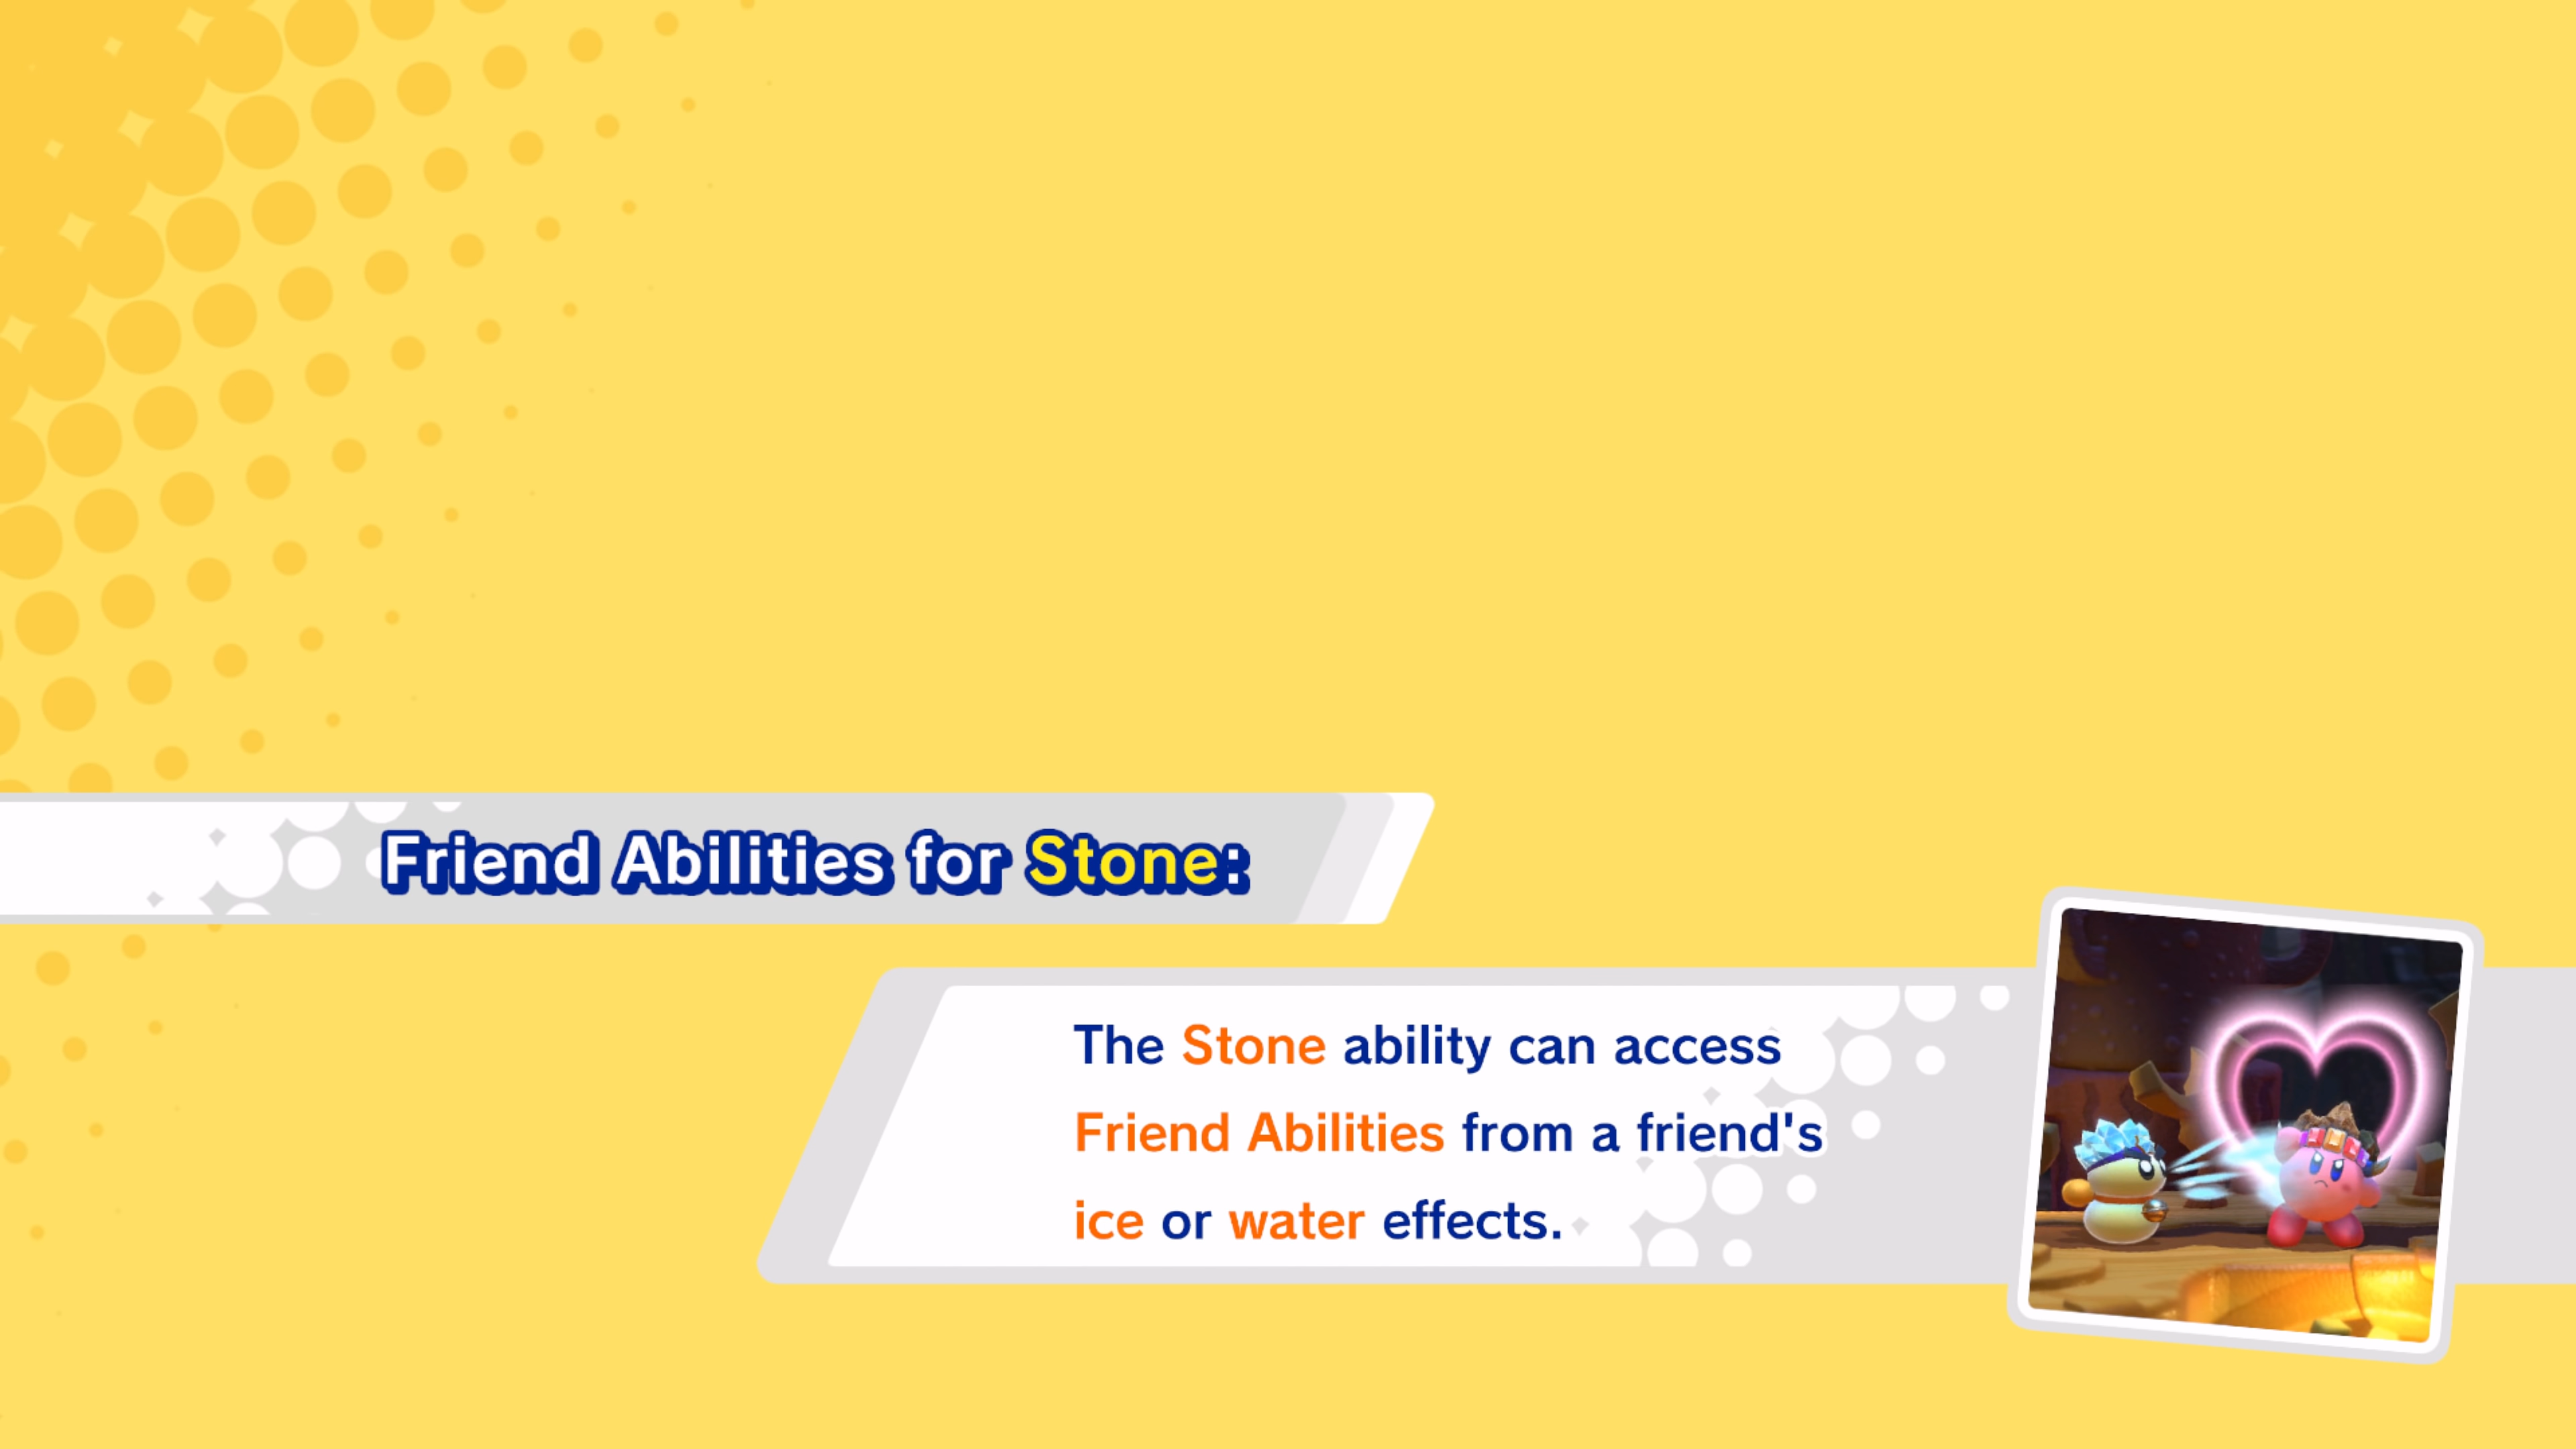 Friend Abilities for Stone:
The Stone ability can access
Friend Abilities from a friend's
ice or water effects.